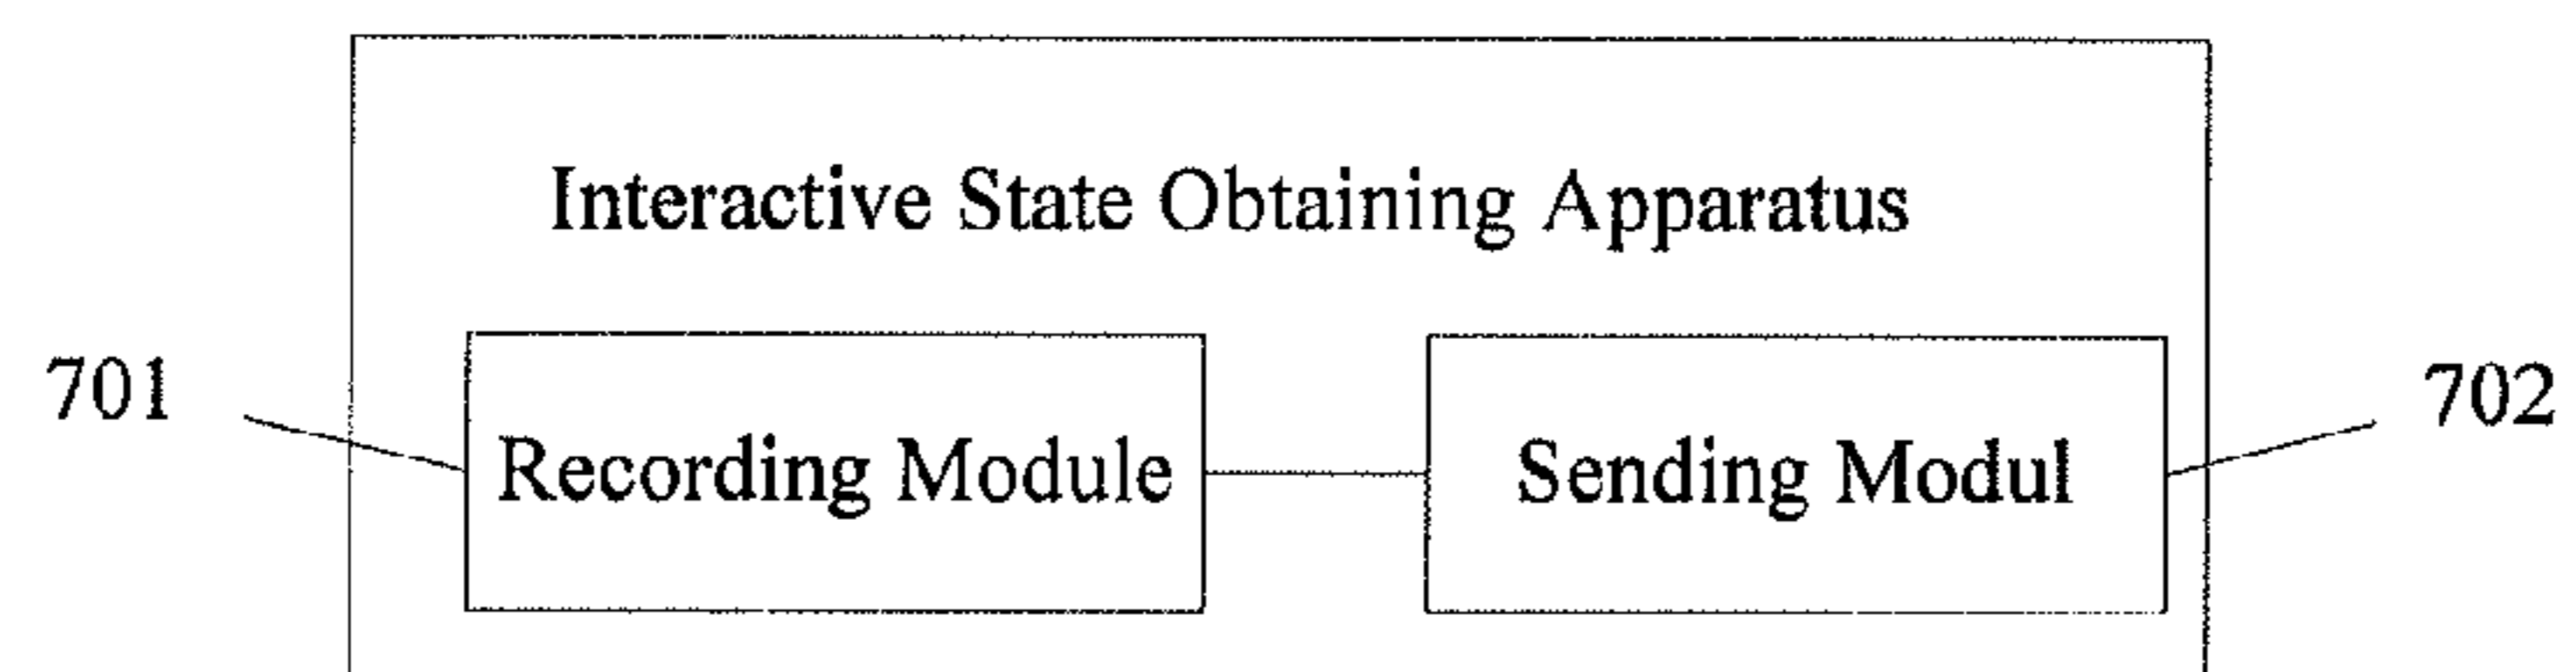 Interactive State Obtaining Apparatus
701 Recording Module Sending Modul 702